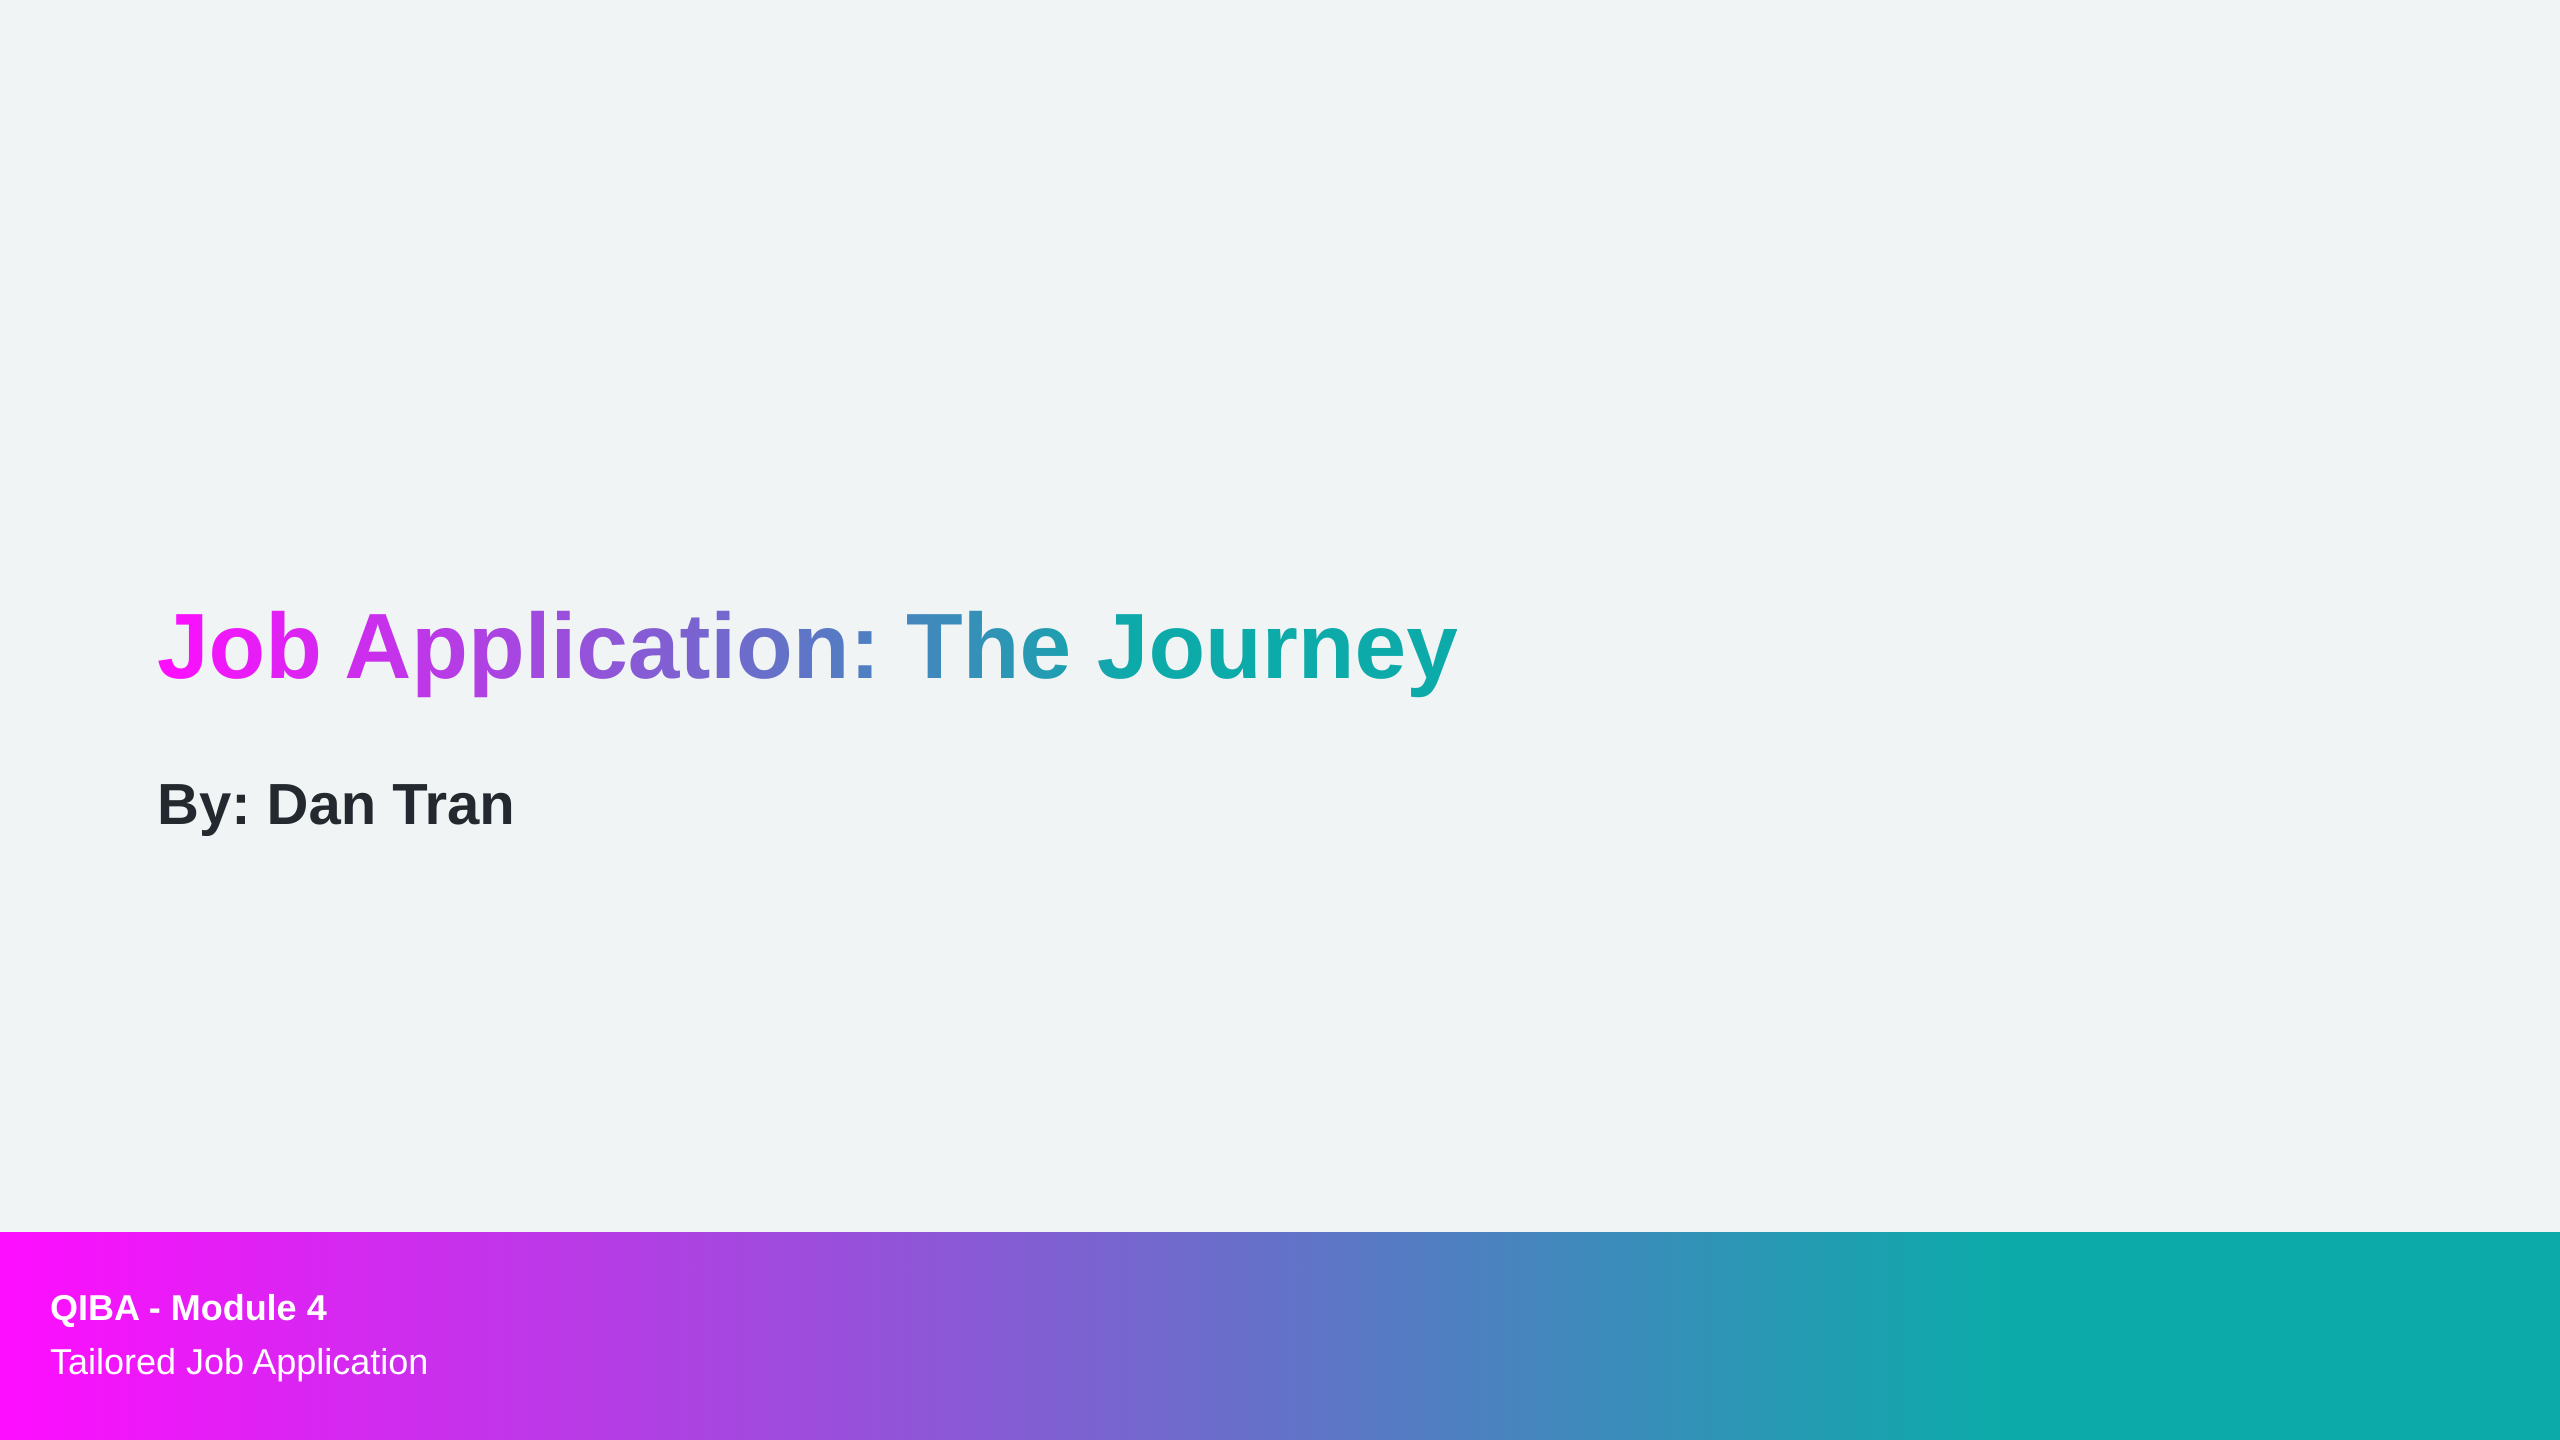 Job Application: The Journey
By: Dan Tran
QIBA - Module 4
Tailored Job Application